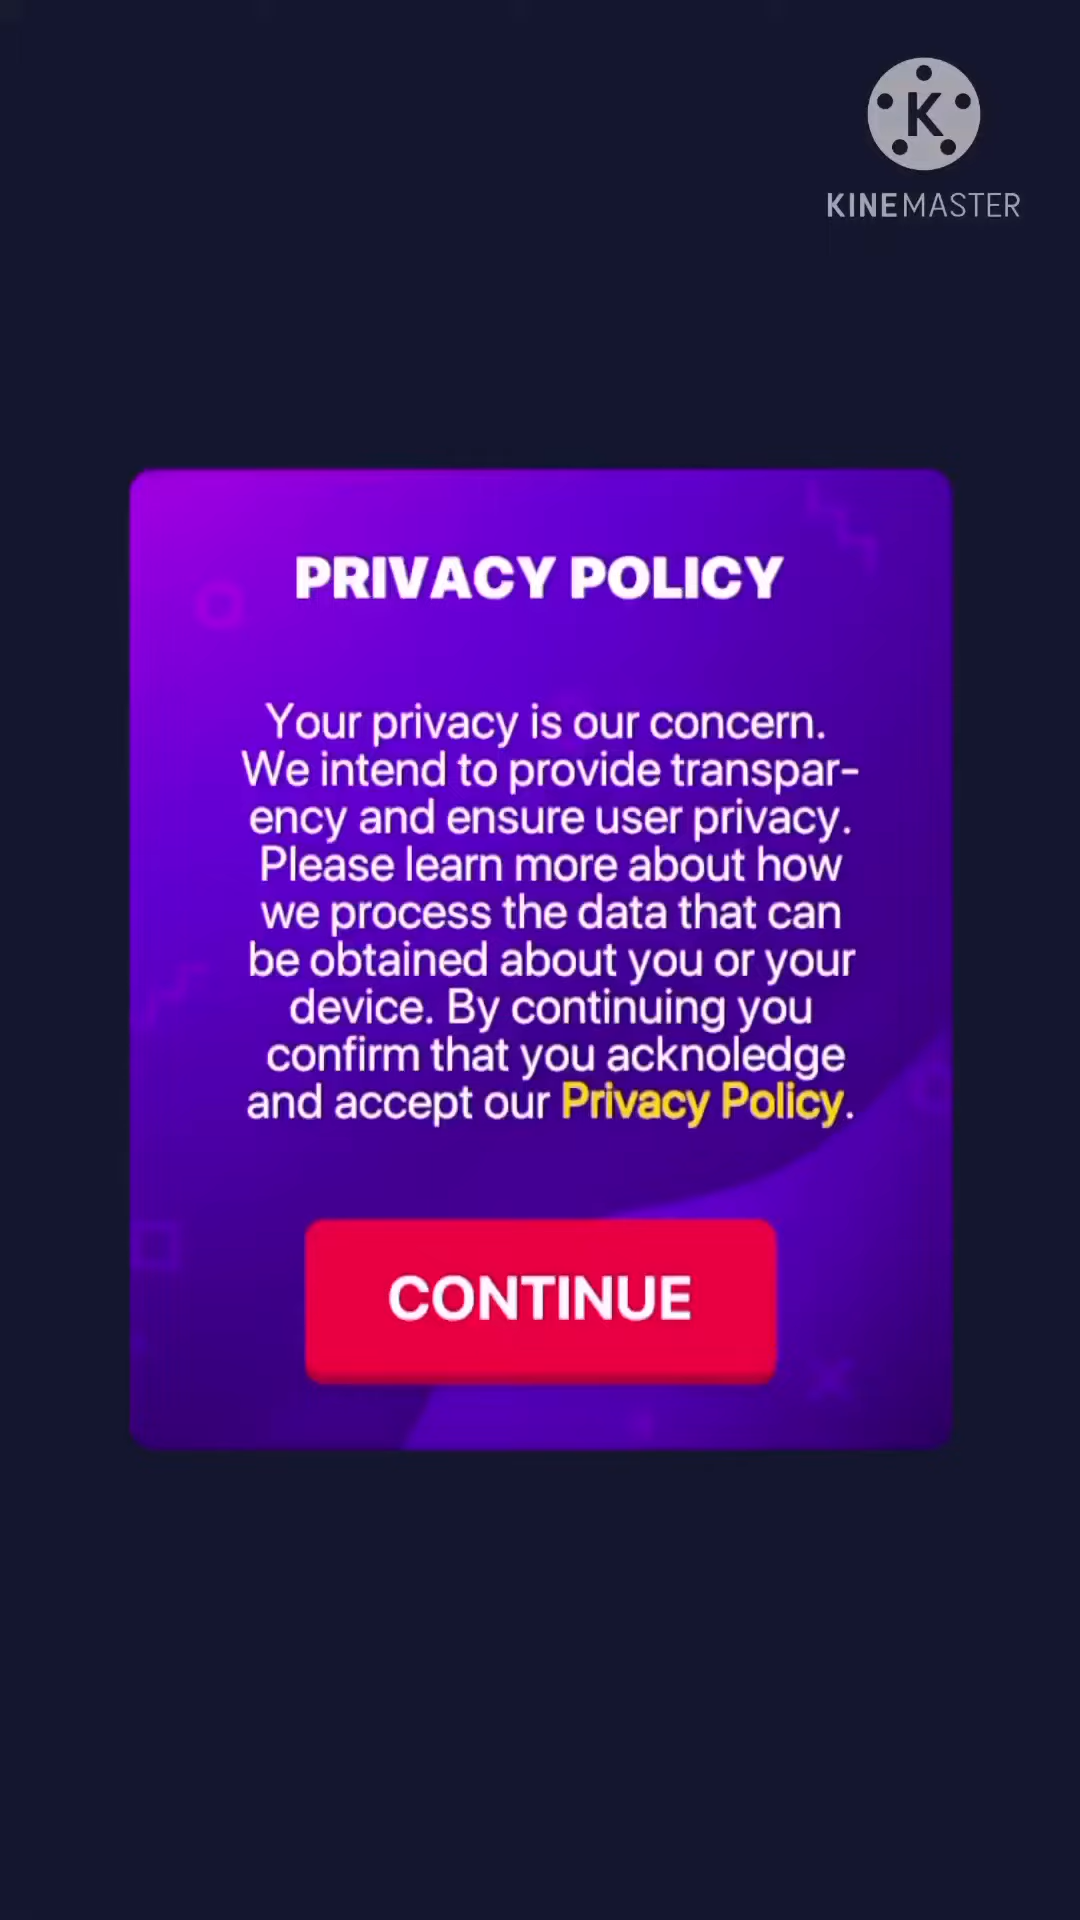 K
KINEMASTER
PRIVACY POLICY
Your privacy is our concern.
We intend to provide transpar-
ency and ensure user privacy.
Please learn more about how
we process the data that can
be obtained about you or your
device. By continuing you
confirm that you acknoledge
and accept our Privacy Policy.
CONTINUE